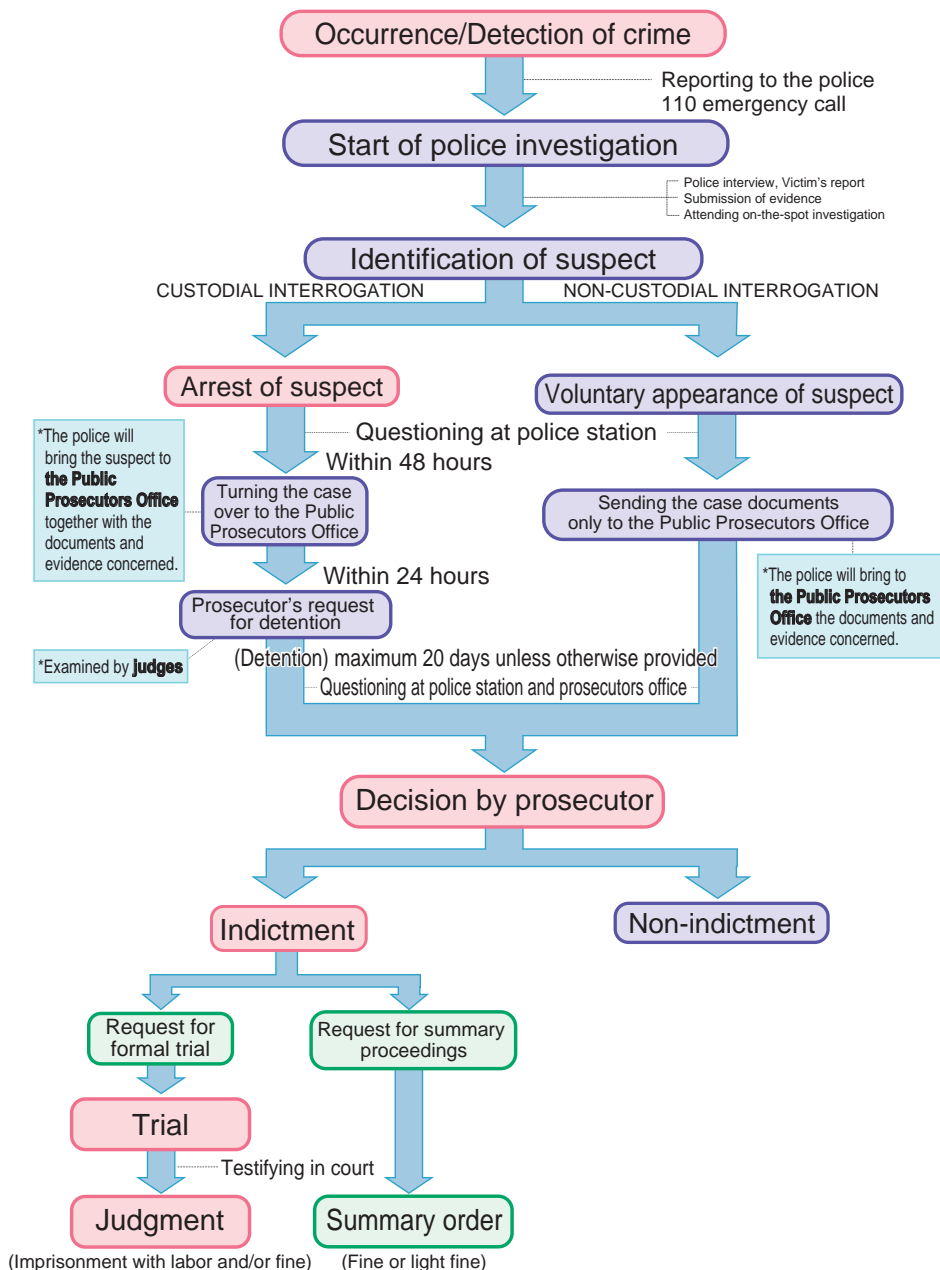 Occurrence/Detection of crime
Reporting to the police
110 emergency call
Start of police investigation
Police interview, Victim's report
Submission of evidence
Attending on-the-spot investigation
Identification of suspect
CUSTODIAL INTERROGATION
NON-CUSTODIAL INTERROGATION
Arrest of suspect
Voluntary appearance of suspect
Questioning at police station
*The police will
bring the suspect to
the Public
Prosecutors Office
together with the
documents and
evidence concerned.
Within 48 hours
Turning the case
over to the Public
Prosecutors Office
Sending the case documents
only to the Public Prosecutors Office
Within 24 hours
*The police will bring to
the Public Prosecutors
Office the documents and
evidence concerned.
Prosecutor's request
for detention
*Examined by judges
(Detention) maximum 20 days unless otherwise provided
Questioning at police station and prosecutors office
Decision by prosecutor
Indictment
Non-indictment
Request for
formal trial
Request for summary
proceedings
Trial
Testifying in court
Judgment
Summary order
(Imprisonment with labor and/or fine)
(Fine or light fine)